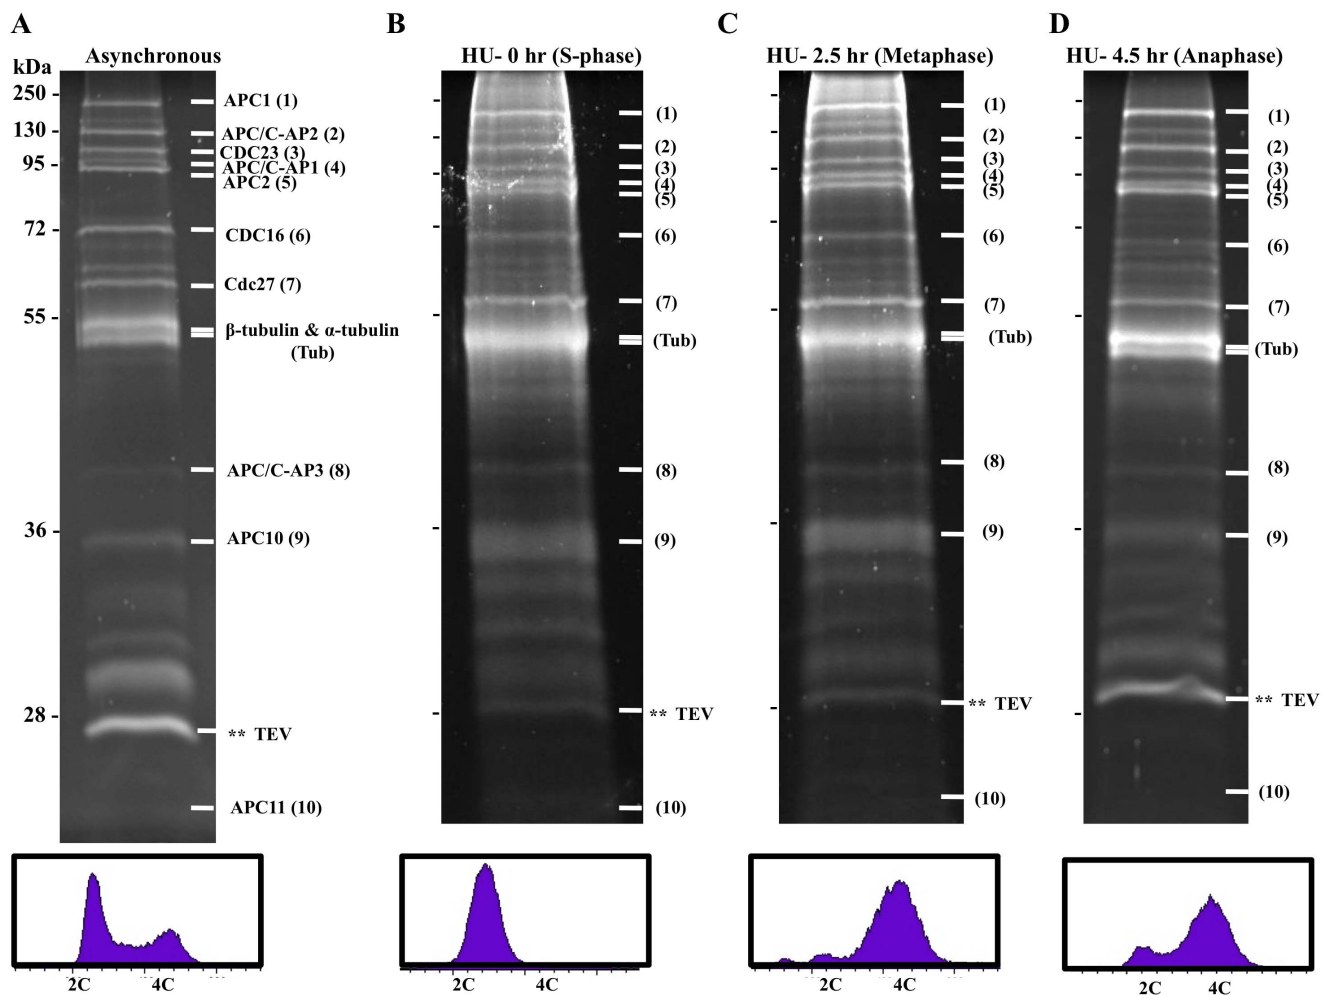 A
B
C
D
Asynchronous
HU- 0 hr (S-phase)
HU- 2.5 hr (Metaphase)
HU- 4.5 hr (Anaphase)
kDa
250
130
95
72
55
36
28
APC1 (1)
APC/C-AP2 (2)
CDC23 (3)
APC/C-AP1 (4)
APC2 (5)
CDC16 (6)
Cdc27 (7)
β-tubulin & α-tubulin
(Tub)
APC/C-AP3 (8)
APC10 (9)
** TEV
APC11 (10)
(1)
(2)
(3)
(4)
(5)
(6)
(7)
(Tub)
(8)
(9)
** TEV
(10)
(1)
(2)
(3)
(4)
(5)
(6)
(7)
(Tub)
(8)
(9)
** TEV
(10)
(1)
(2)
(3)
(4)
(5)
(6)
(7)
(Tub)
(8)
(9)
** TEV
(10)
2C 4C
2C 4C
2C 4C
2C 4C